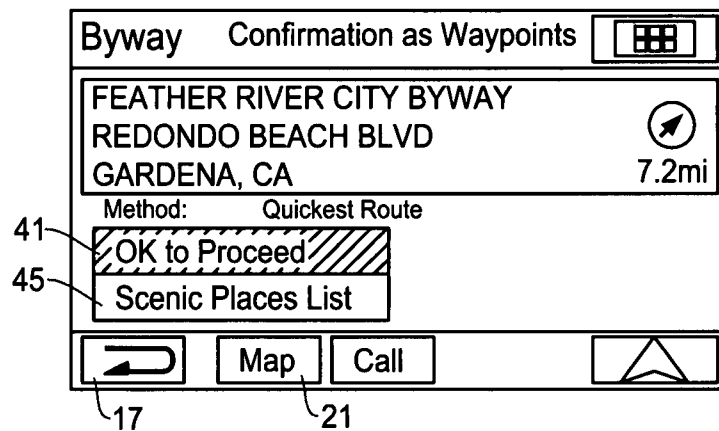 Byway Confirmation as Waypoints
FEATHER RIVER CITY BYWAY
REDONDO BEACH BLVD
GARDENA, CA 7.2mi
Method: Quickest Route
41 OK to Proceed
45 Scenic Places List
Map Call
17 21